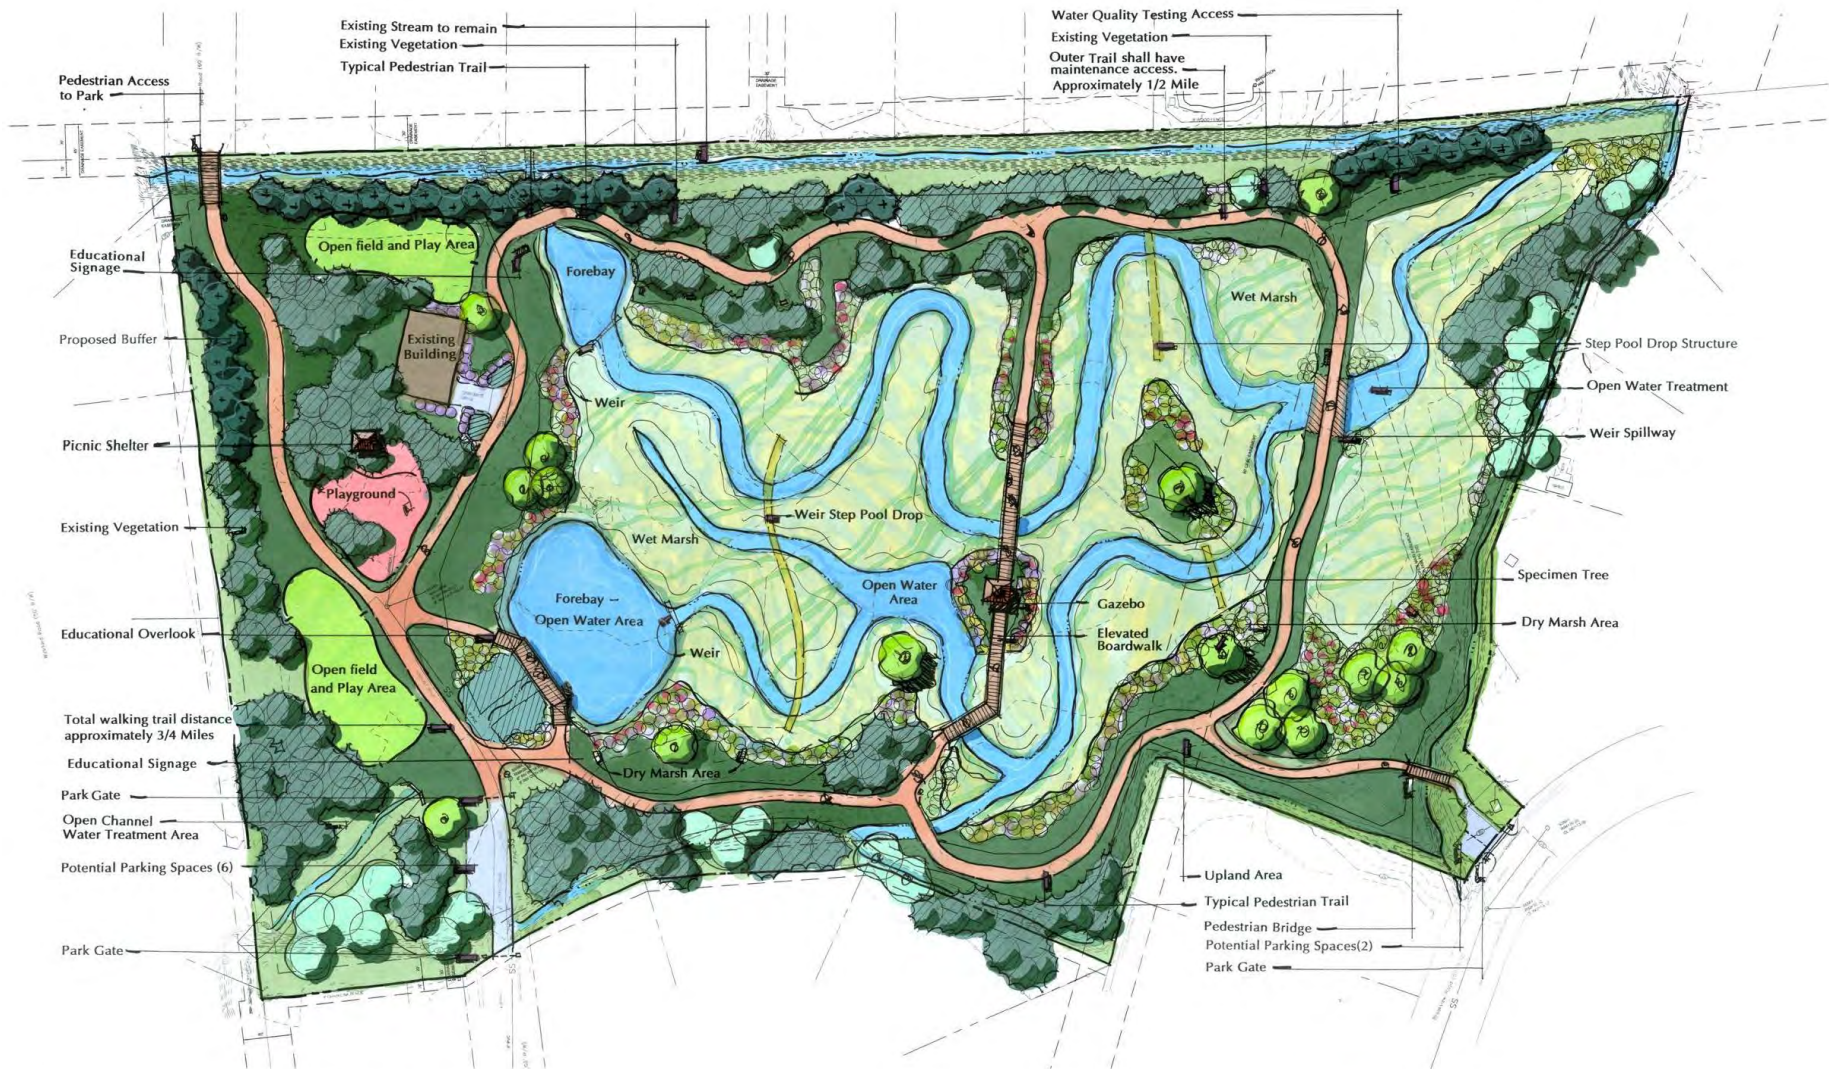 Existing Stream to remain
Existing Vegetation
Typical Pedestrian Trail
Water Quality Testing Access
Existing Vegetation
Outer Trail shall have
maintenance access.
Approximately 1/2 Mile
Pedestrian Access
to Park
Educational
Signage
Proposed Buffer
Picnic Shelter
Existing Vegetation
Educational Overlook
Total walking trail distance
approximately 3/4 Miles
Educational Signage
Park Gate
Open Channel
Water Treatment Area
Potential Parking Spaces (6)
Park Gate
Open field and Play Area
Forebay
Existing
Building
Weir
Playground
Wet Marsh
Weir Step Pool Drop
Wet Marsh
Forebay –
Open Water Area
Open Water
Area
Weir
Open field
and Play Area
Dry Marsh Area
Gazebo
Elevated
Boardwalk
Step Pool Drop Structure
Open Water Treatment
Weir Spillway
Specimen Tree
Dry Marsh Area
Upland Area
Typical Pedestrian Trail
Pedestrian Bridge
Potential Parking Spaces(2)
Park Gate
DRAINAGE
EASEMENT
SS
SS